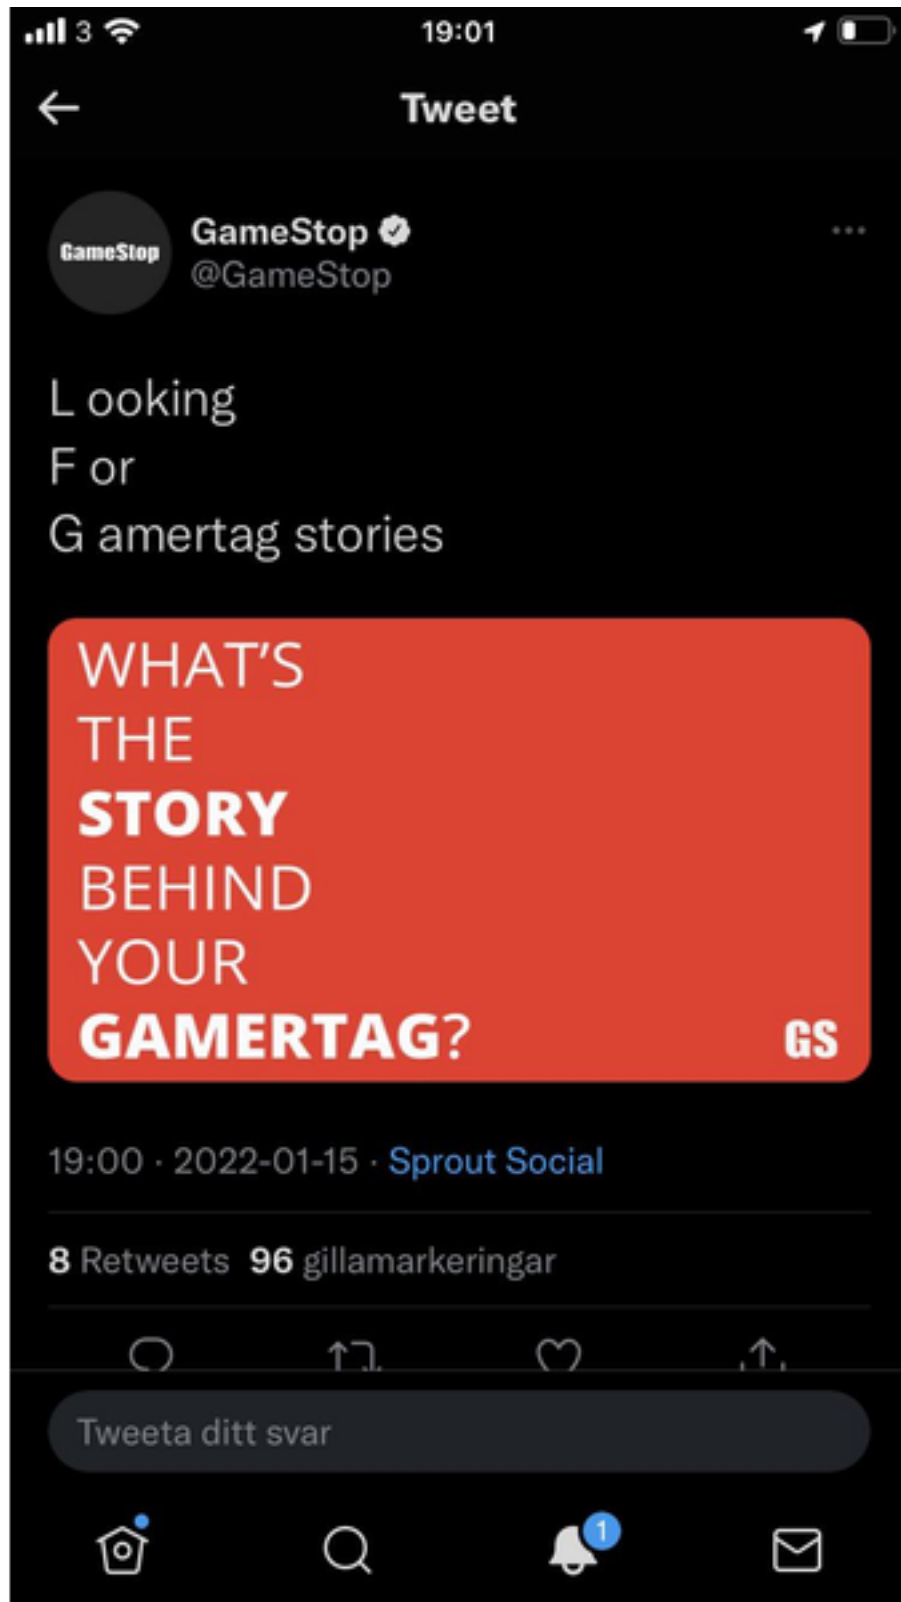 3 19:01
Tweet
GameStop
GameStop
@GameStop
L ooking
F or
G amertag stories
WHAT'S
THE
STORY
BEHIND
YOUR
GAMERTAG?
GS
19:00 · 2022-01-15 · Sprout Social
8 Retweets 96 gillamarkeringar
Tweeta ditt svar
1